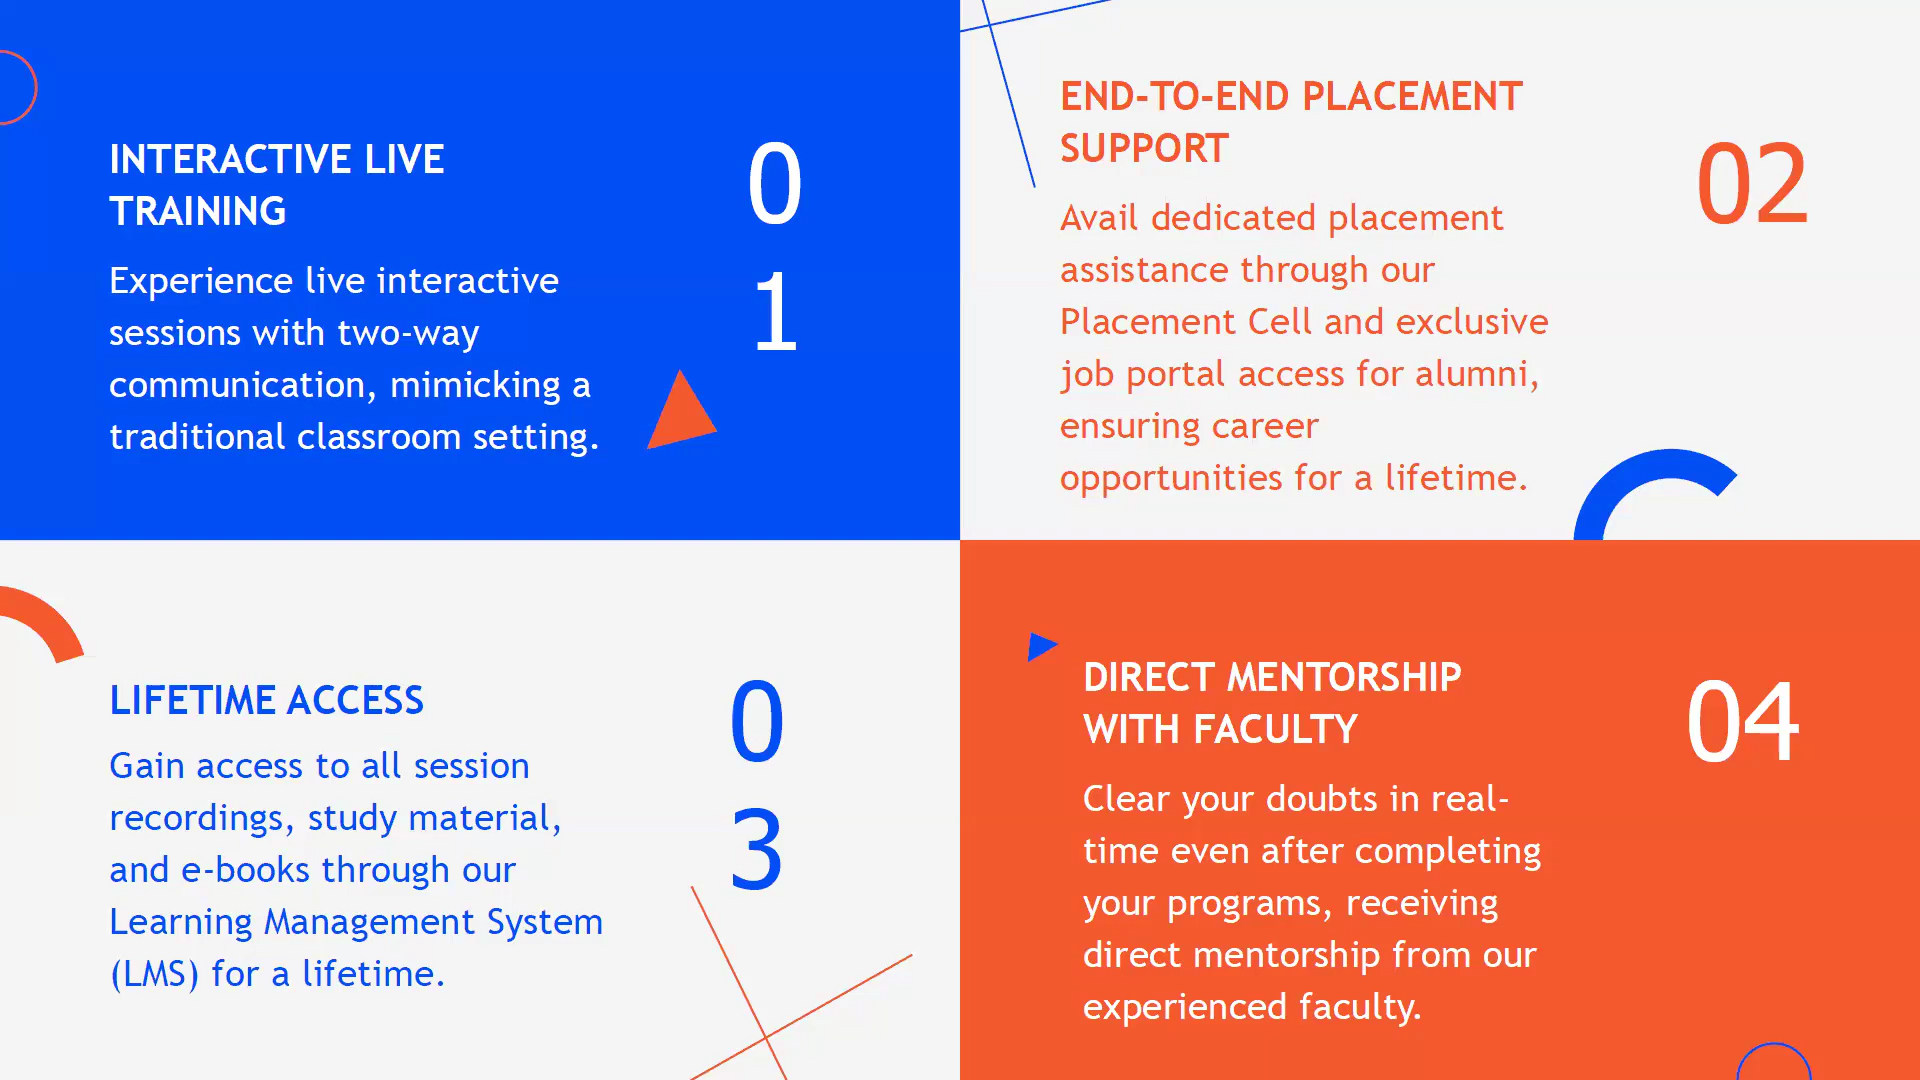 INTERACTIVE LIVE
TRAINING
Experience live interactive
sessions with two-way
communication, mimicking a
traditional classroom setting.
0
1
END-TO-END PLACEMENT
SUPPORT
Avail dedicated placement
assistance through our
Placement Cell and exclusive
job portal access for alumni,
ensuring career
opportunities for a lifetime.
02
LIFETIME ACCESS
Gain access to all session
recordings, study material,
and e-books through our
Learning Management System
(LMS) for a lifetime.
0
3
DIRECT MENTORSHIP
WITH FACULTY
Clear your doubts in real-
time even after completing
your programs, receiving
direct mentorship from our
experienced faculty.
04